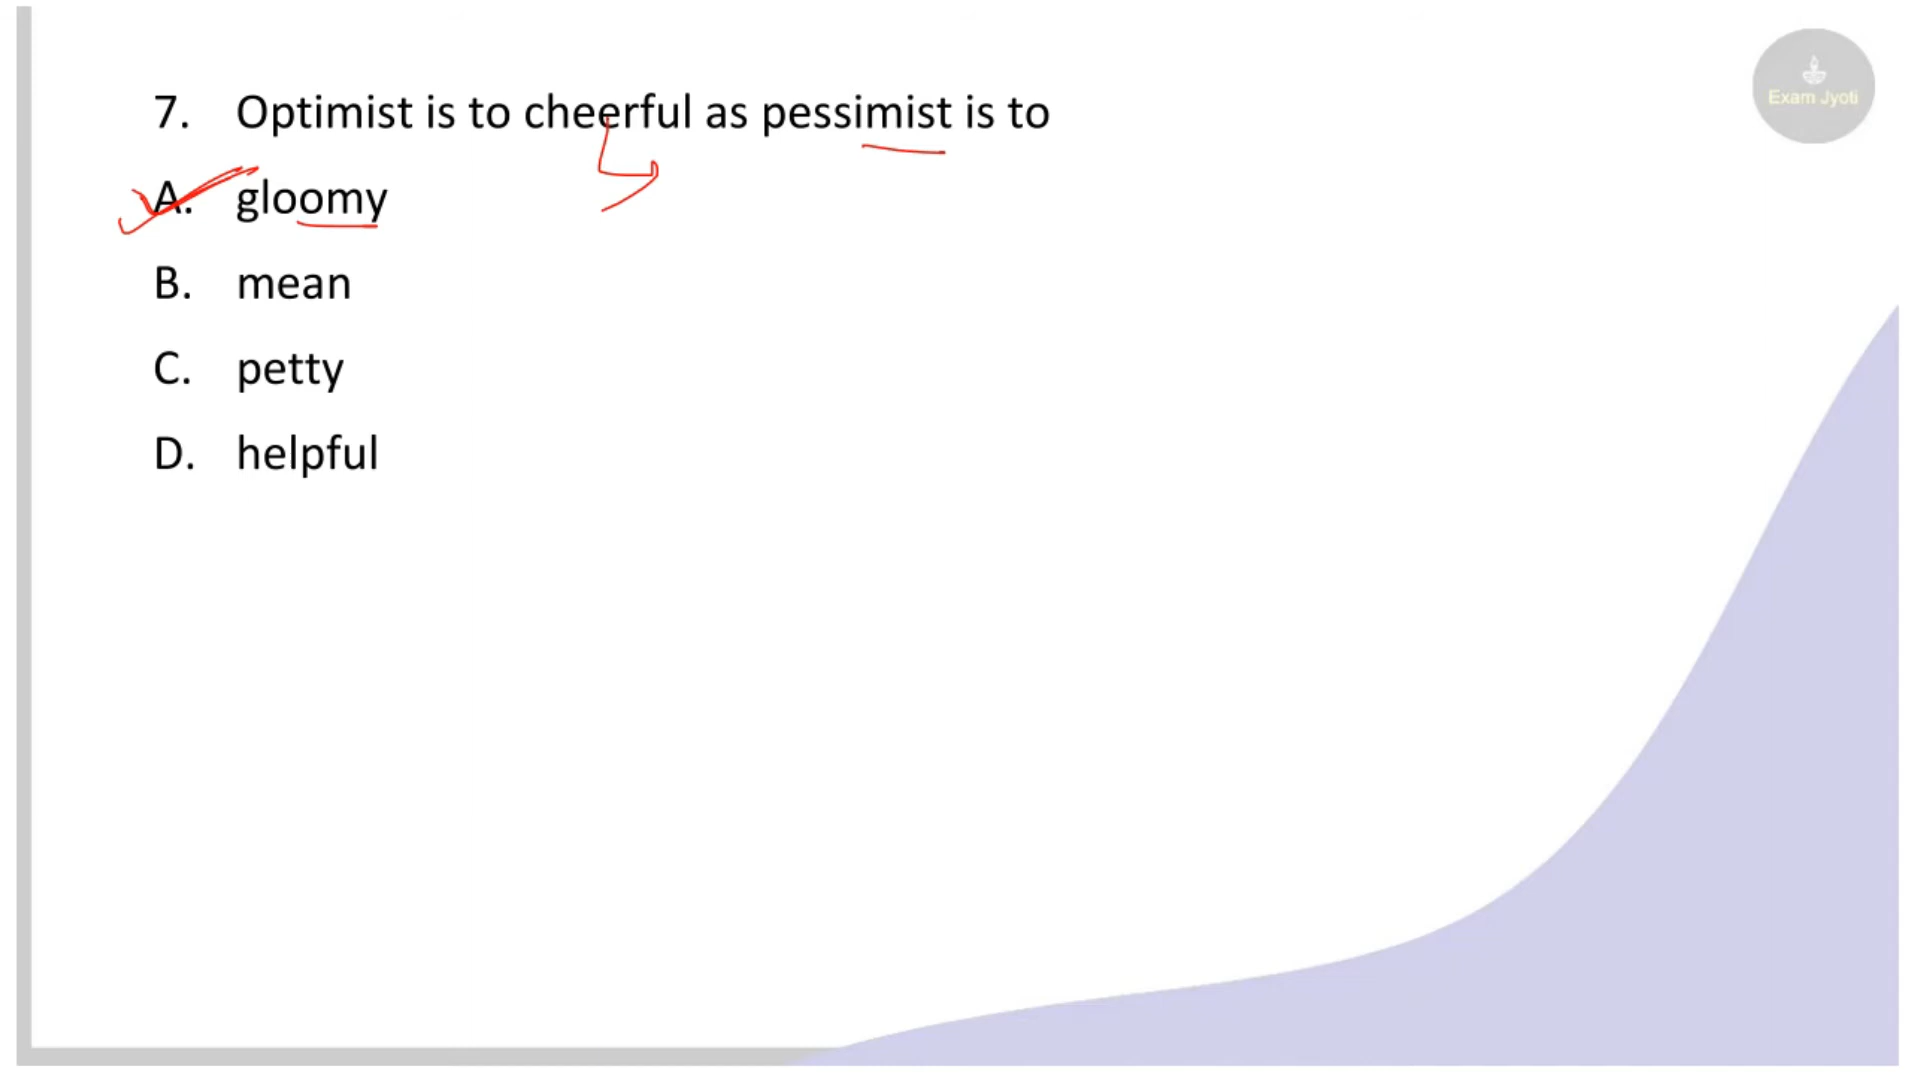 Exam Jyoti
7. Optimist is to cheerful as pessimist is to
A. gloomy
B. mean
C. petty
D. helpful